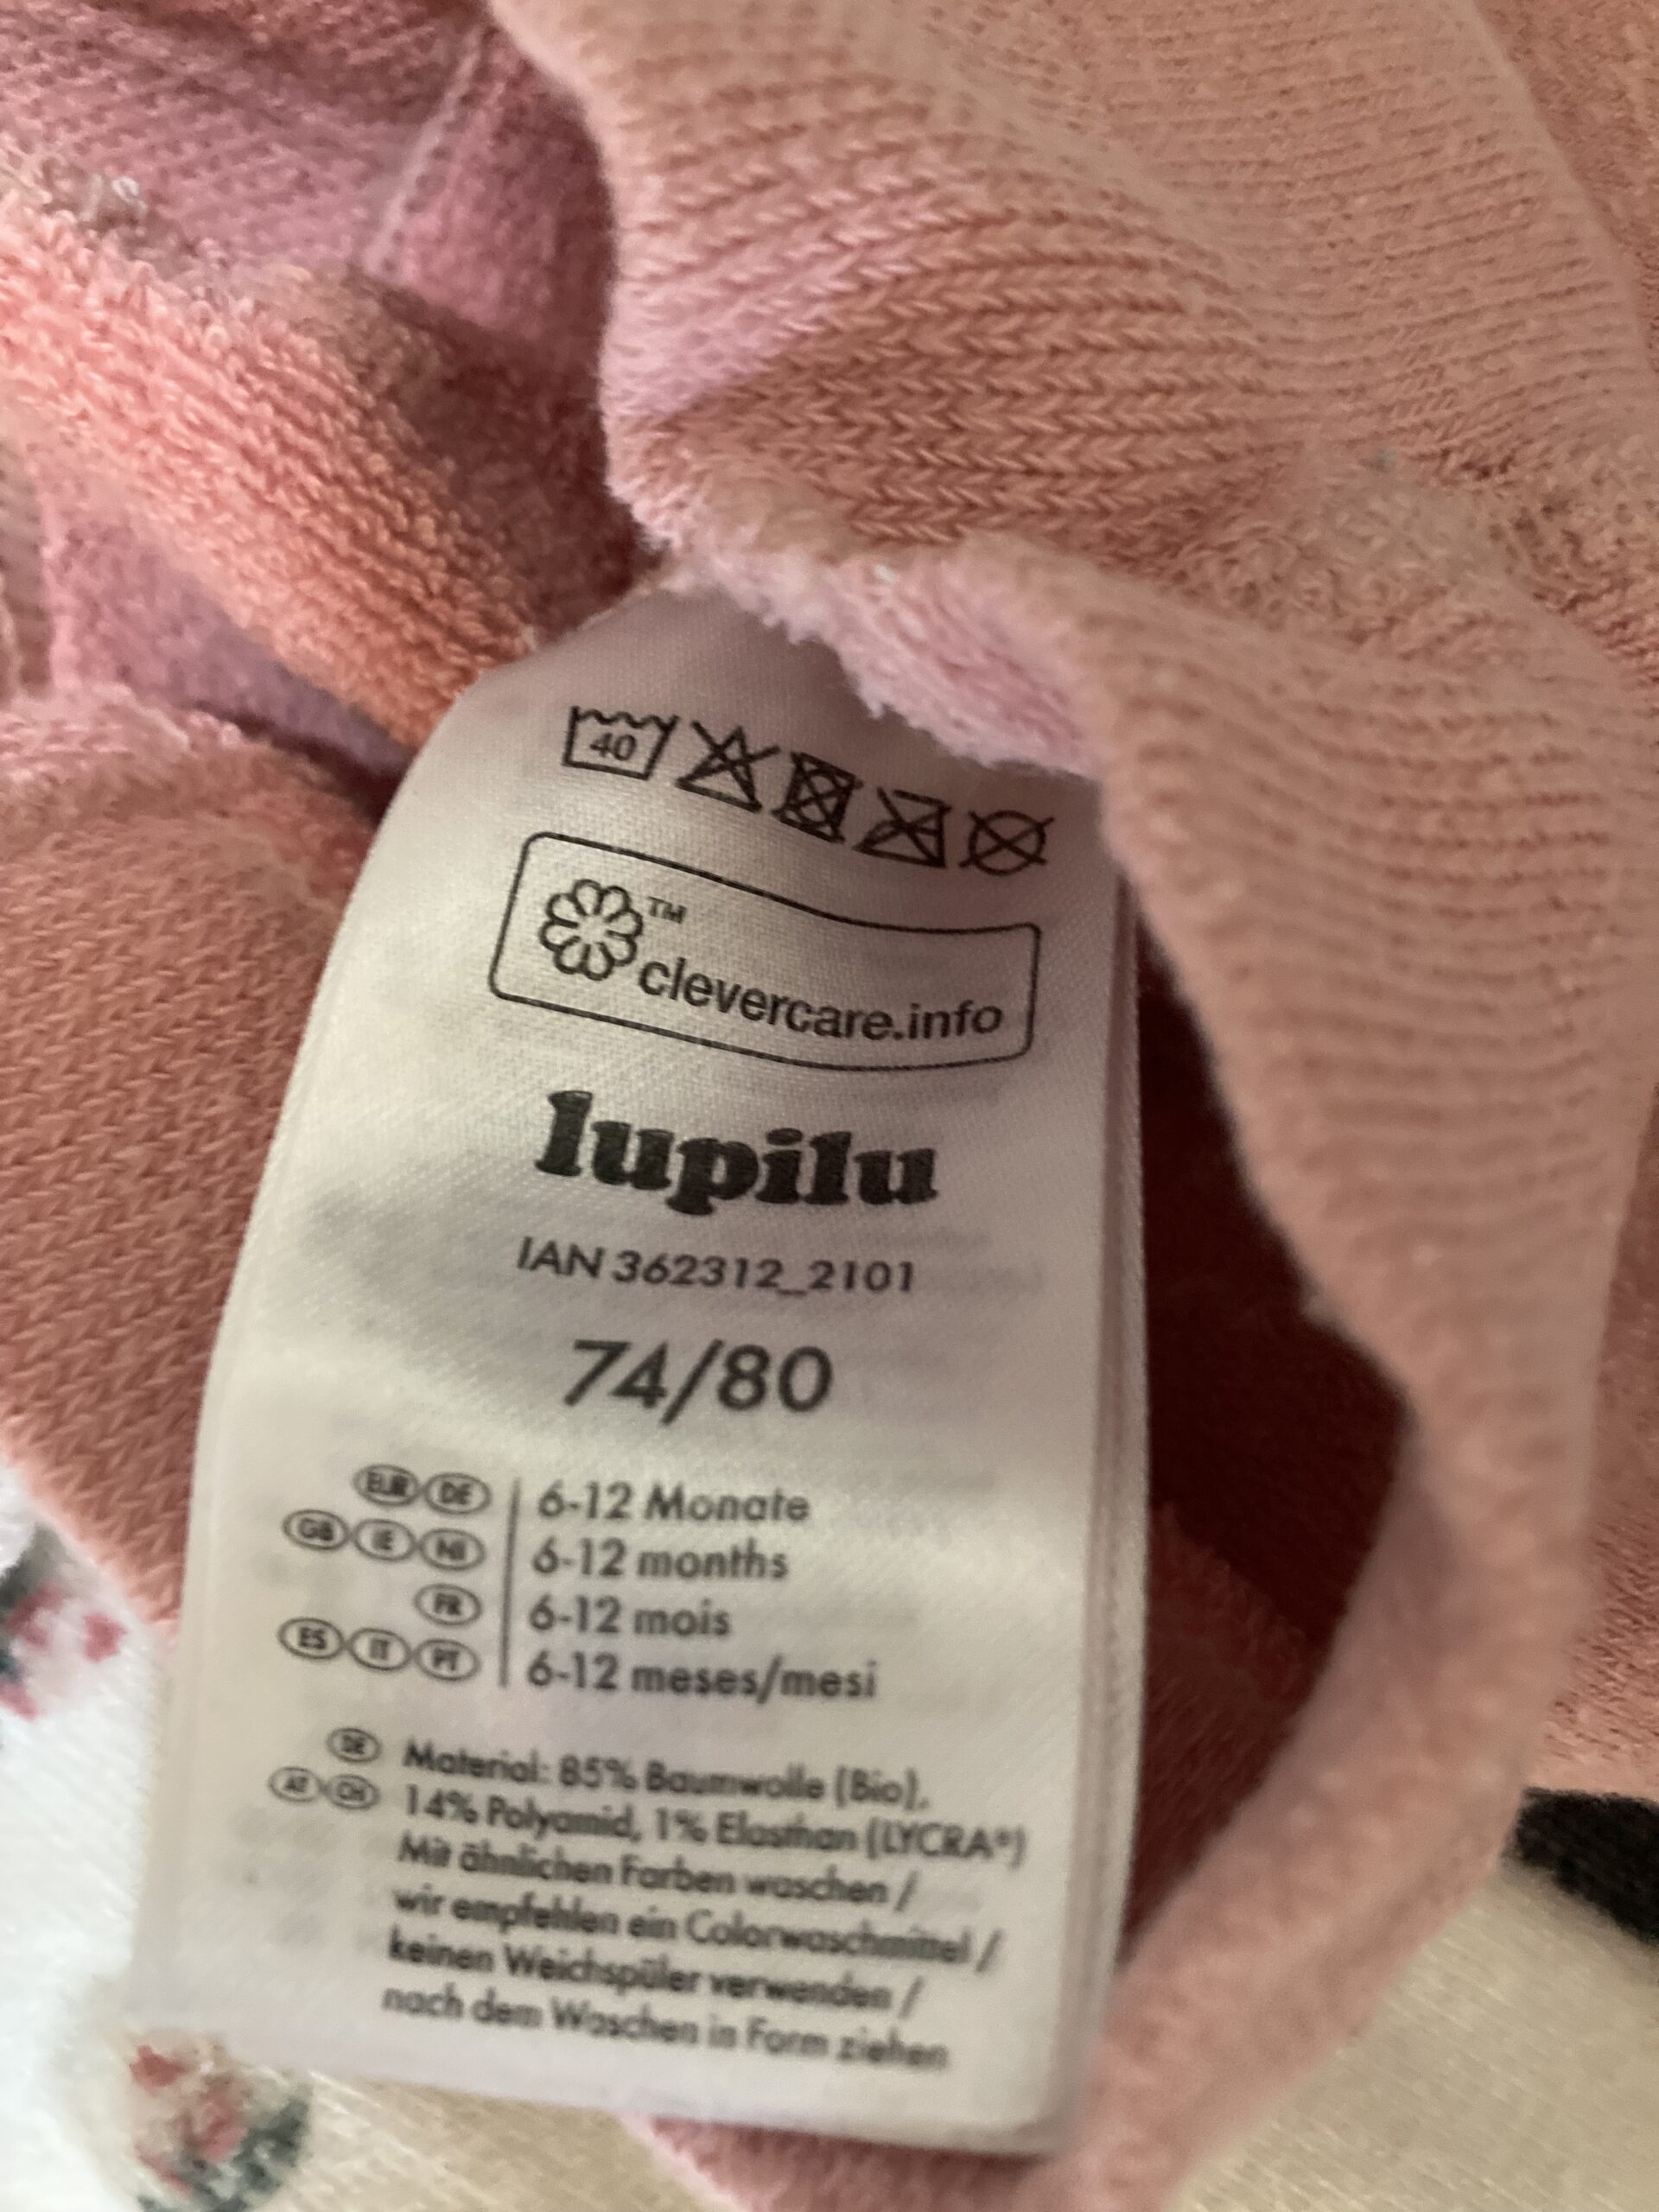 40
TM
clevercare.info
lupilu
IAN 362312_2101
74/80
EUR DE 6-12 Monate
GB IE NI 6-12 months
FR 6-12 mois
ES IT PT 6-12 meses/mesi
DE Material: 85% Baumwolle (Bio),
AT CH 14% Polyamid, 1% Elasthan (LYCRA®)
Mit ähnlichen Farben waschen /
wir empfehlen ein Colorwaschmittel /
keinen Weichspüler verwenden /
nach dem Waschen in Form ziehen